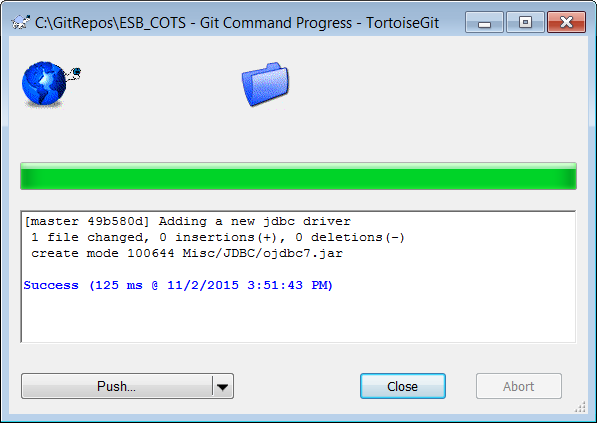 C:\GitRepos\ESB_COTS - Git Command Progress - TortoiseGit
[master 49b580d] Adding a new jdbc driver
1 file changed, 0 insertions(+), 0 deletions(-)
create mode 100644 Misc/JDBC/ojdbc7.jar
Success (125 ms @ 11/2/2015 3:51:43 PM)
Push...
Close
Abort